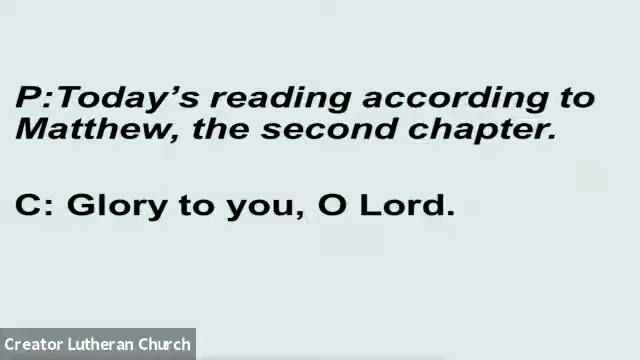 P:Today’s reading according to
Matthew, the second chapter.
C: Glory to you, O Lord.
Creator Lutheran Church